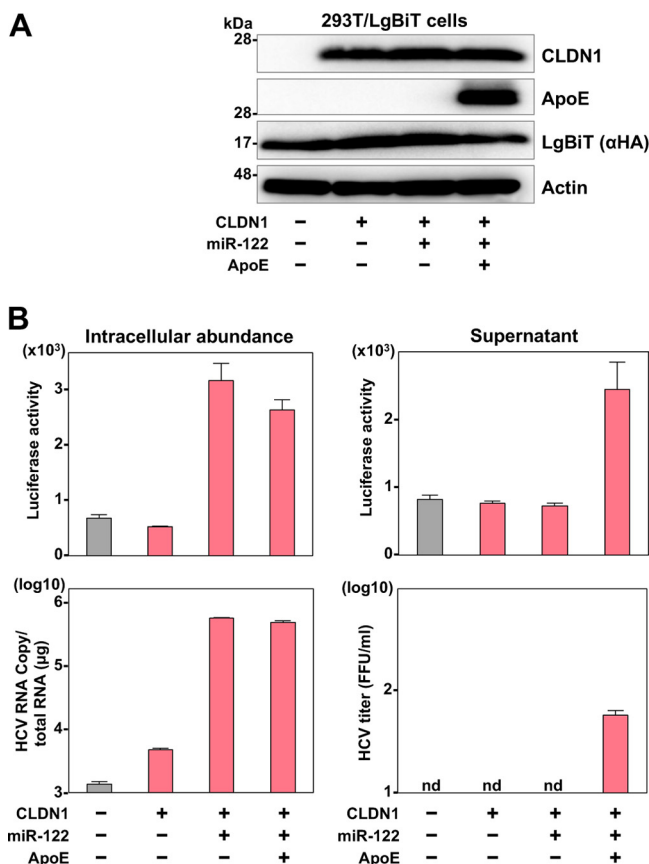 A
kDa
293T/LgBiT cells
28
CLDN1
ApoE
28
17
LgBiT (αHA)
48
Actin
CLDN1 – + + +
miR-122 – – + +
ApoE – – – +
B
Intracellular abundance
(x10³)
Luciferase activity
3
2
1
0
Supernatant
(x10³)
Luciferase activity
2
1
0
(log10)
HCV RNA Copy/
total RNA (μg)
6
5
4
3
(log10)
HCV titer (FFU/ml)
2
1
nd nd nd
CLDN1 – + + +
miR-122 – – + +
ApoE – – – +
CLDN1 – + + +
miR-122 – – + +
ApoE – – – +